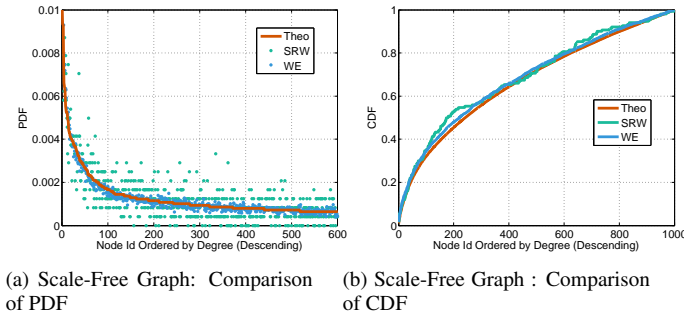 0.01
0.008
0.006
0.004
0.002
0
PDF
Theo
SRW
WE
0 100 200 300 400 500 600
Node Id Ordered by Degree (Descending)
1
0.8
0.6
0.4
0.2
0
CDF
Theo
SRW
WE
0 200 400 600 800 1000
Node Id Ordered by Degree (Descending)
(a) Scale-Free Graph: Comparison
of PDF
(b) Scale-Free Graph : Comparison
of CDF